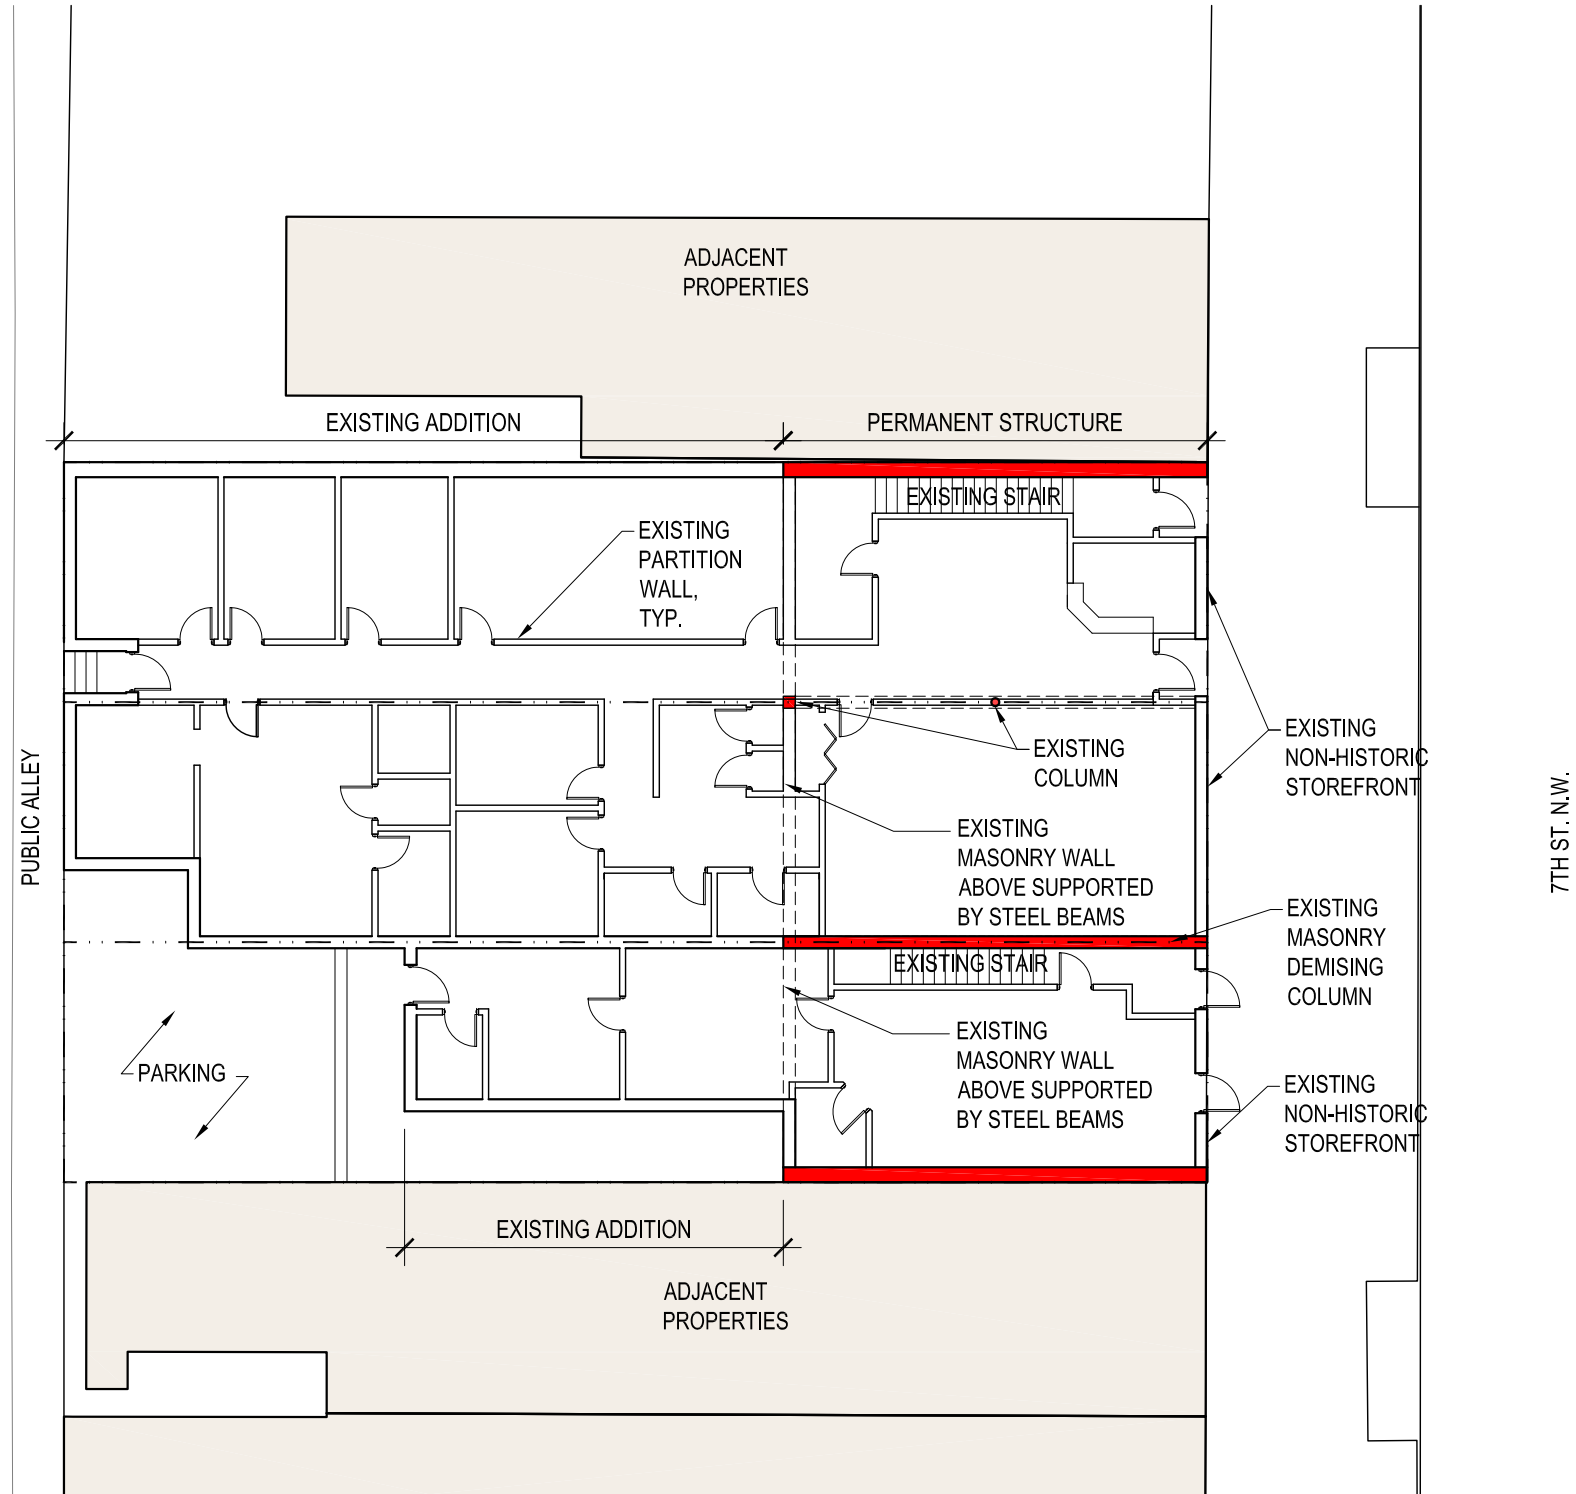 ADJACENT
PROPERTIES
EXISTING ADDITION
PERMANENT STRUCTURE
EXISTING STAIR
EXISTING
PARTITION
WALL,
TYP.
EXISTING
COLUMN
EXISTING
NON-HISTORIC
STOREFRONT
PUBLIC ALLEY
7TH ST. N.W.
EXISTING
MASONRY WALL
ABOVE SUPPORTED
BY STEEL BEAMS
EXISTING
MASONRY
DEMISING
COLUMN
EXISTING STAIR
EXISTING
MASONRY WALL
ABOVE SUPPORTED
BY STEEL BEAMS
PARKING
EXISTING
NON-HISTORIC
STOREFRONT
EXISTING ADDITION
ADJACENT
PROPERTIES